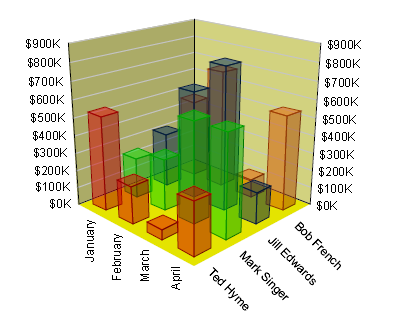 $900K
$800K
$700K
$600K
$500K
$400K
$300K
$200K
$100K
$0K
$900K
$800K
$700K
$600K
$500K
$400K
$300K
$200K
$100K
$0K
January
February
March
April
Ted Hyme
Mark Singer
Jill Edwards
Bob French